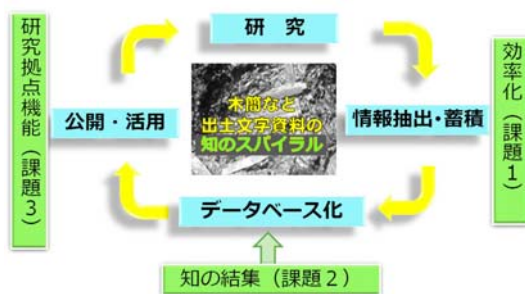 研究
研究拠点機能（課題3）
公開・活用
木簡など
出土文字資料の
知のスパイラル
情報抽出・蓄積
効率化（課題1）
データベース化
知の結集（課題２）